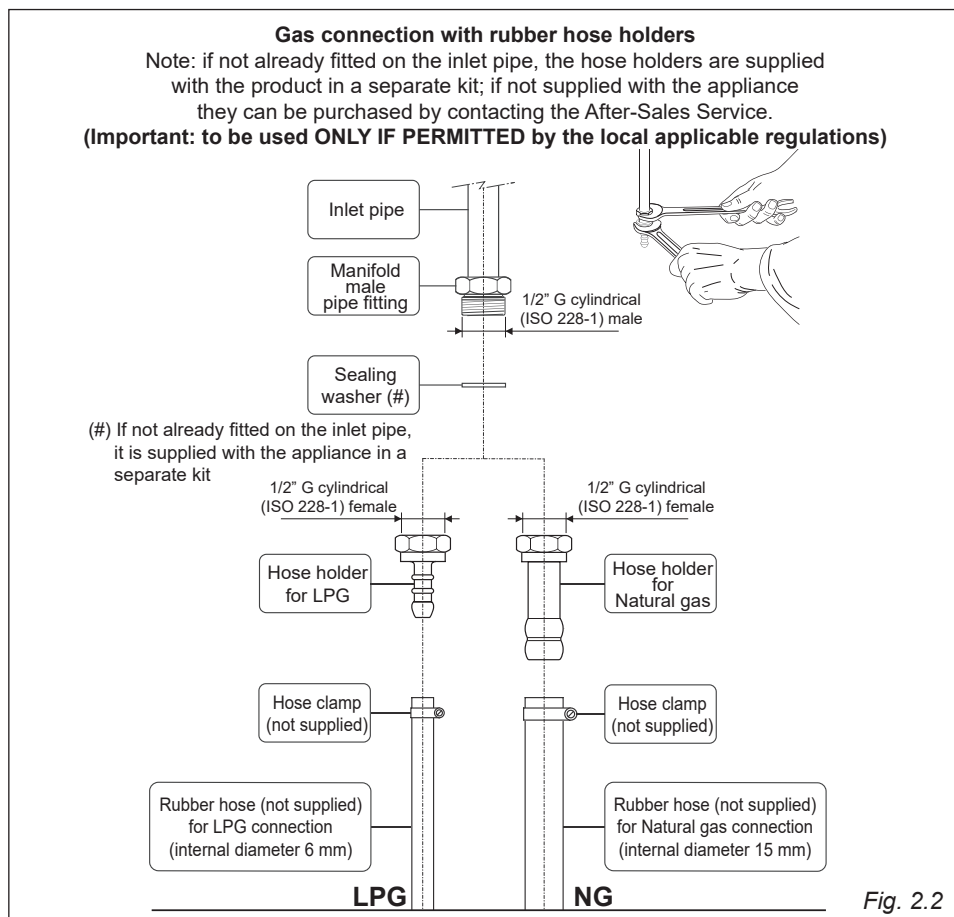 Gas connection with rubber hose holders
Note: if not already fitted on the inlet pipe, the hose holders are supplied
with the product in a separate kit; if not supplied with the appliance
they can be purchased by contacting the After-Sales Service.
(Important: to be used ONLY IF PERMITTED by the local applicable regulations)
Inlet pipe
Manifold
male
pipe fitting
1/2” G cylindrical
(ISO 228-1) male
Sealing
washer (#)
(#) If not already fitted on the inlet pipe,
it is supplied with the appliance in a
separate kit
1/2” G cylindrical
(ISO 228-1) female
1/2” G cylindrical
(ISO 228-1) female
Hose holder
for LPG
Hose holder
for
Natural gas
Hose clamp
(not supplied)
Hose clamp
(not supplied)
Rubber hose (not supplied)
for LPG connection
(internal diameter 6 mm)
Rubber hose (not supplied)
for Natural gas connection
(internal diameter 15 mm)
LPG
NG
Fig. 2.2